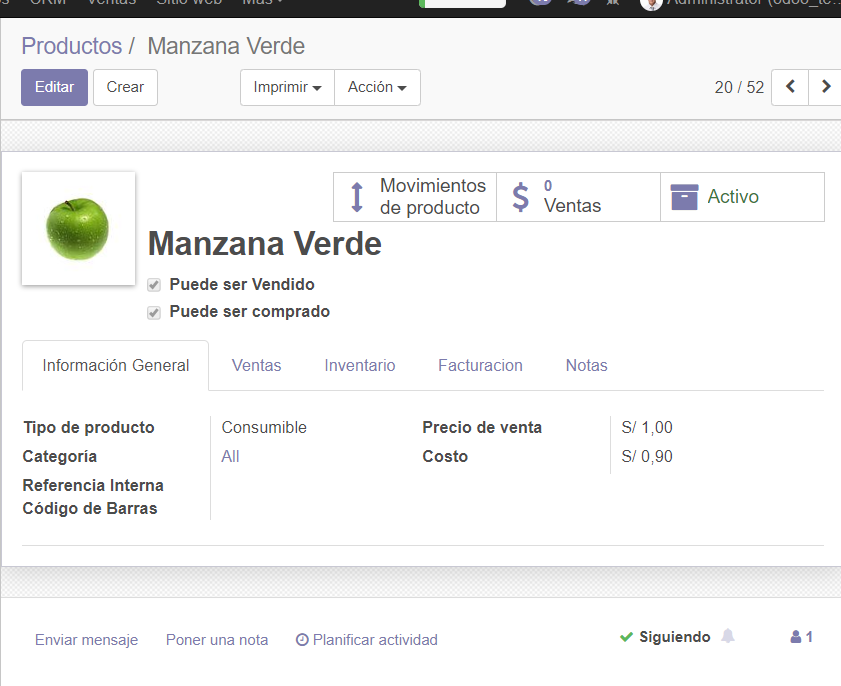 CRM Ventas Sitio web Más Administrator (odoo_te...
Productos / Manzana Verde
Editar Crear Imprimir Acción 20 / 52
Movimientos de producto
0 Ventas
Activo
Manzana Verde
Puede ser Vendido
Puede ser comprado
Información General Ventas Inventario Facturacion Notas
Tipo de producto Consumible Precio de venta S/ 1,00
Categoría All Costo S/ 0,90
Referencia Interna
Código de Barras
Enviar mensaje Poner una nota Planificar actividad Siguiendo 1